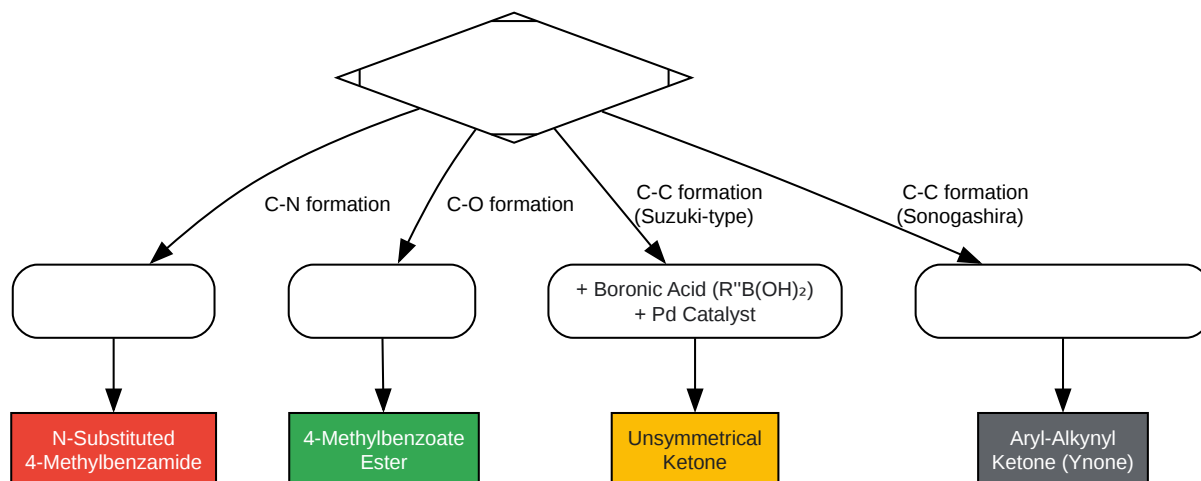 C-N formation
C-O formation
C-C formation
(Suzuki-type)
C-C formation
(Sonogashira)
+ Boronic Acid (R''B(OH)₂)
+ Pd Catalyst
N-Substituted
4-Methylbenzamide
4-Methylbenzoate
Ester
Unsymmetrical
Ketone
Aryl-Alkynyl
Ketone (Ynone)